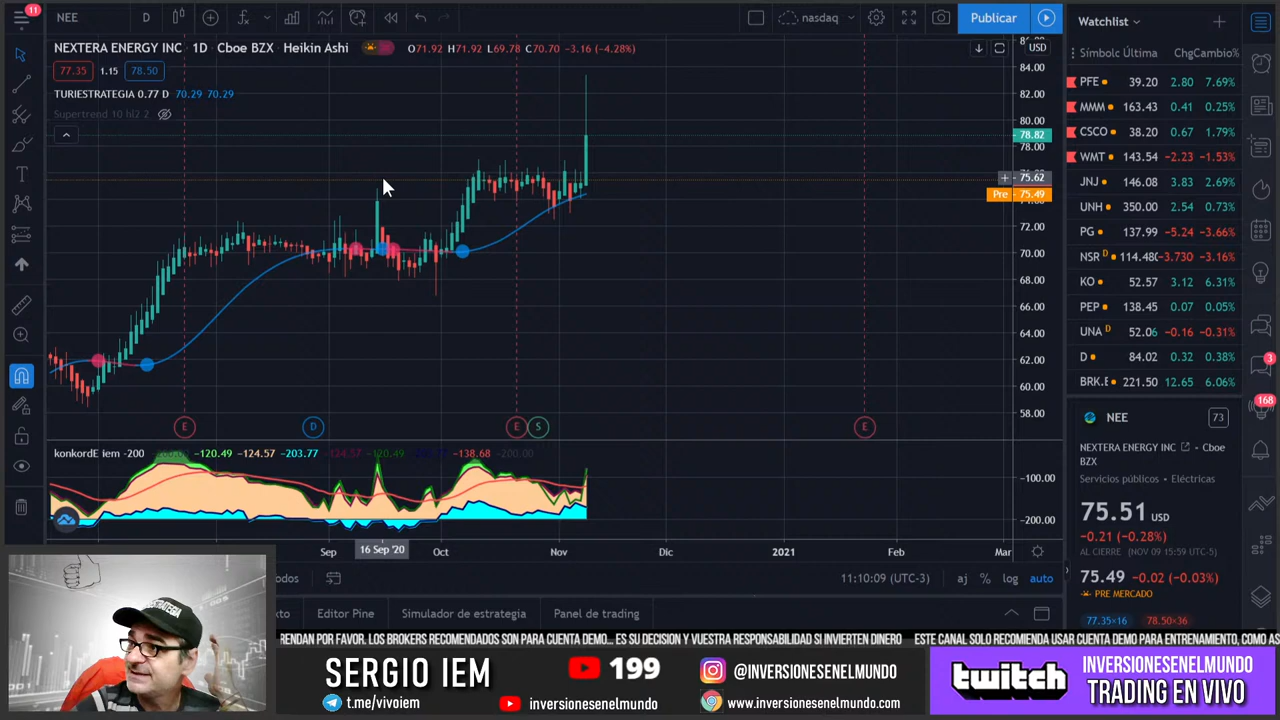 11
NEE
D
nasdaq
Publicar
Watchlist
NEXTERA ENERGY INC · 1D · Cboe BZX · Heikin Ashi
O71.92 H71.92 L69.78 C70.70 -3.16 (-4.28%)
USD
77.35
1.15
78.50
TURIESTRATEGIA 0.77 D 70.29 70.29
Supertrend 10 hl2 2
84.00
82.00
80.00
78.82
78.00
75.62
Pre 75.49
72.00
70.00
68.00
66.00
64.00
62.00
60.00
58.00
E
D
E
S
E
konkordE iem -200 -200.00 -120.49 -124.57 -203.77 -124.57 -120.49 -138.68 -200.00
-100.00
-200.00
Sep
16 Sep '20
Oct
Nov
Dic
2021
Feb
Mar
odos
11:10:09 (UTC-3)
aj
%
log
auto
xto
Editor Pine
Simulador de estrategia
Panel de trading
Símbolo Última Chg Cambio%
PFE 39.20 2.80 7.69%
MMM 163.43 0.41 0.25%
CSCO 38.20 0.67 1.79%
WMT 143.54 -2.23 -1.53%
JNJ 146.08 3.83 2.69%
UNH 350.00 2.54 0.73%
PG 137.99 -5.24 -3.66%
NSR D 114.480 -3.730 -3.16%
KO 52.57 3.12 6.31%
PEP 138.45 0.07 0.05%
UNA D 52.06 -0.16 -0.31%
D 84.02 0.32 0.38%
BRK.E 221.50 12.65 6.06%
3
168
NEE
73
NEXTERA ENERGY INC · Cboe
BZX
Servicios público • Eléctricas
75.51 USD
-0.21 (-0.28%)
AL CIERRE (NOV 09 15:59 UTC-5)
75.49 -0.02 (-0.03%)
PRE MERCADO
77.35×16
78.50×36
ESTRATEGIA
RENDAN POR FAVOR. LOS BROKERS RECOMENDADOS SON PARA CUENTA DEMO... ES SU DECISION Y VUESTRA RESPONSABILIDAD SI INVIERTEN DINERO
ESTE CANAL SOLO RECOMIENDA USAR CUENTA DEMO PARA ENTRENAMIENTO, COMO AS
SERGIO IEM
199
@INVERSIONESENELMUNDO
t.me/vivoiem
inversionesenelmundo
www.inversionesenelmundo.com
twitch
INVERSIONESENELMUNDO
TRADING EN VIVO